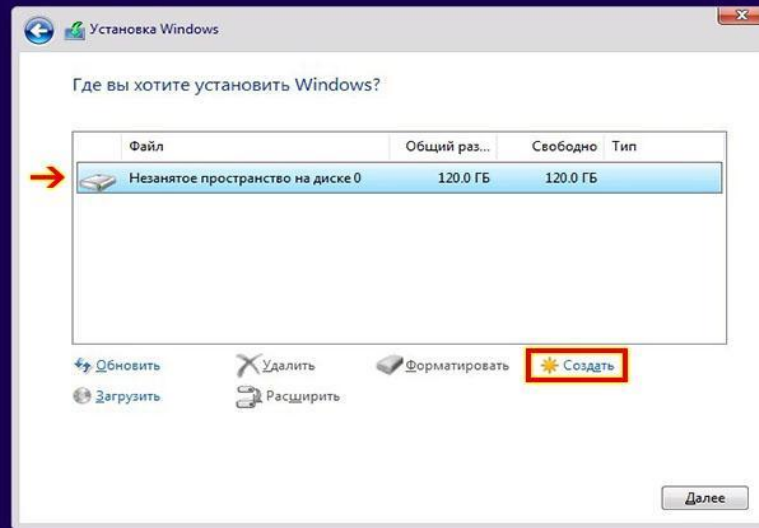 Установка Windows
Где вы хотите установить Windows?
Файл Общий раз... Свободно Тип
Незанятое пространство на диске 0 120.0 ГБ 120.0 ГБ
Обновить Удалить Форматировать Создать
Загрузить Расширить
Далее